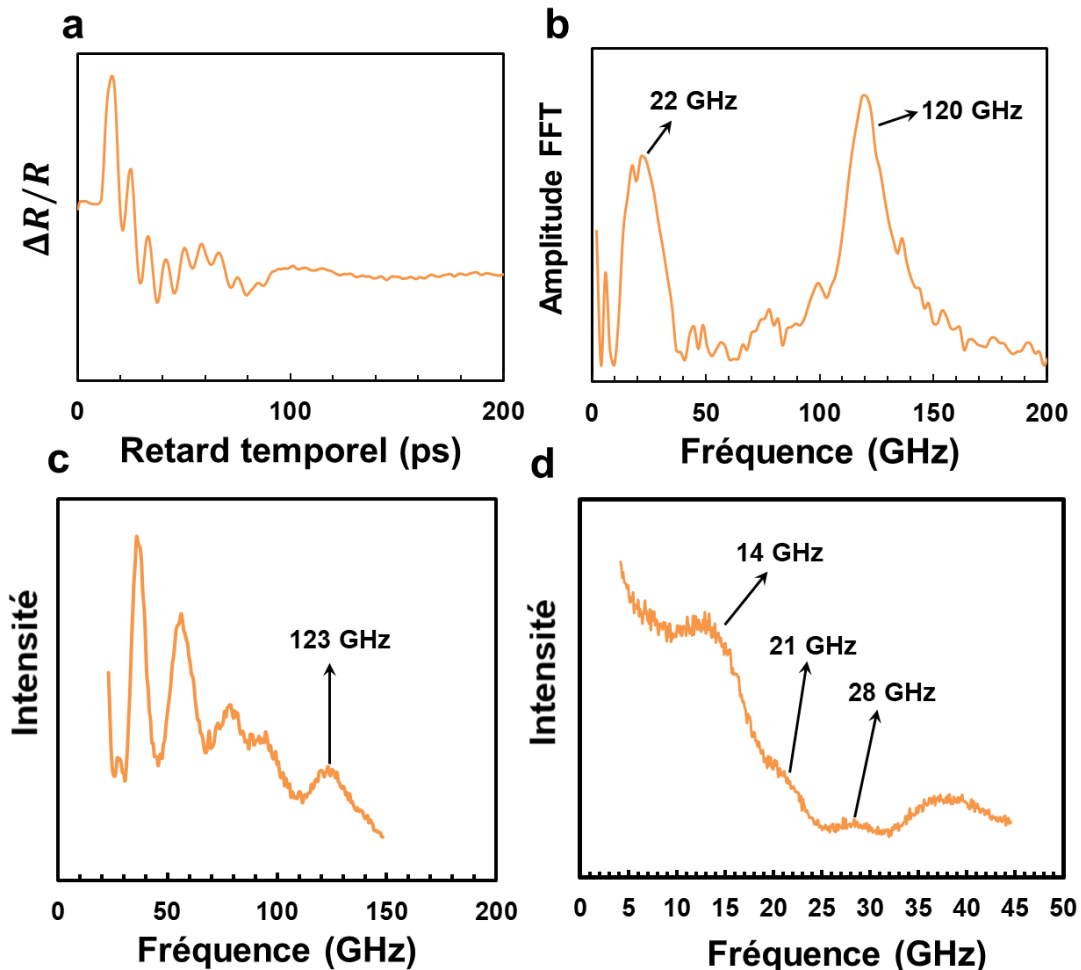 a
ΔR/R
0
100
200
Retard temporel (ps)
b
Amplitude FFT
22 GHz
120 GHz
0
50
100
150
200
Fréquence (GHz)
c
Intensité
123 GHz
0
50
100
150
200
Fréquence (GHz)
d
Intensité
14 GHz
21 GHz
28 GHz
0
5
10
15
20
25
30
35
40
45
50
Fréquence (GHz)